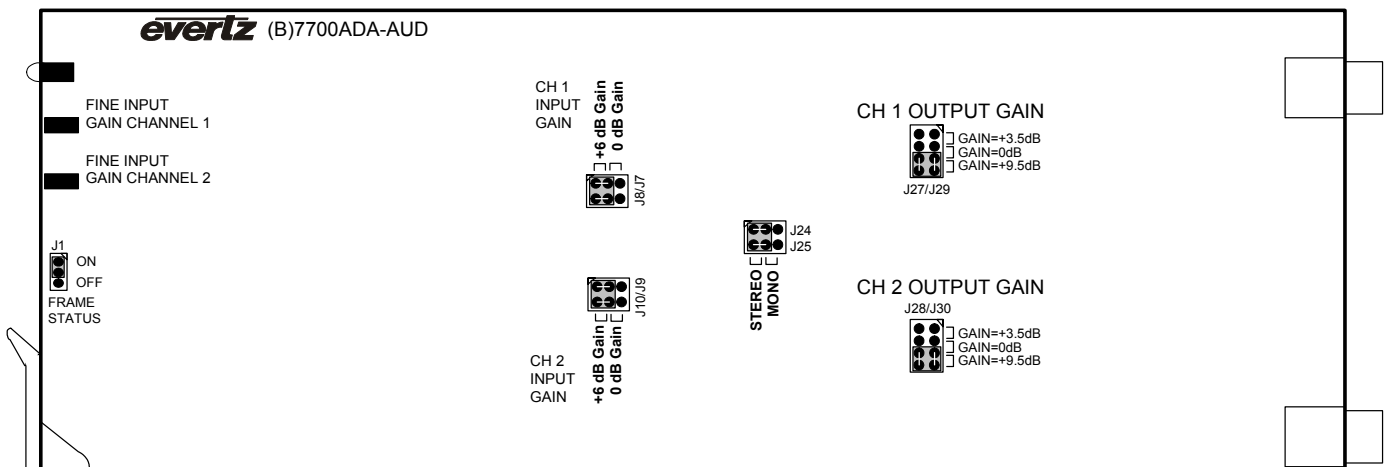 evertz (B)7700ADA-AUD
FINE INPUT
GAIN CHANNEL 1
FINE INPUT
GAIN CHANNEL 2
J1
ON
OFF
FRAME
STATUS
CH 1
INPUT
GAIN
+6 dB Gain
0 dB Gain
J8/J7
J10/J9
CH 2
INPUT
GAIN
+6 dB Gain
0 dB Gain
J24
J25
STEREO
MONO
CH 1 OUTPUT GAIN
GAIN=+3.5dB
GAIN=0dB
GAIN=+9.5dB
J27/J29
CH 2 OUTPUT GAIN
J28/J30
GAIN=+3.5dB
GAIN=0dB
GAIN=+9.5dB